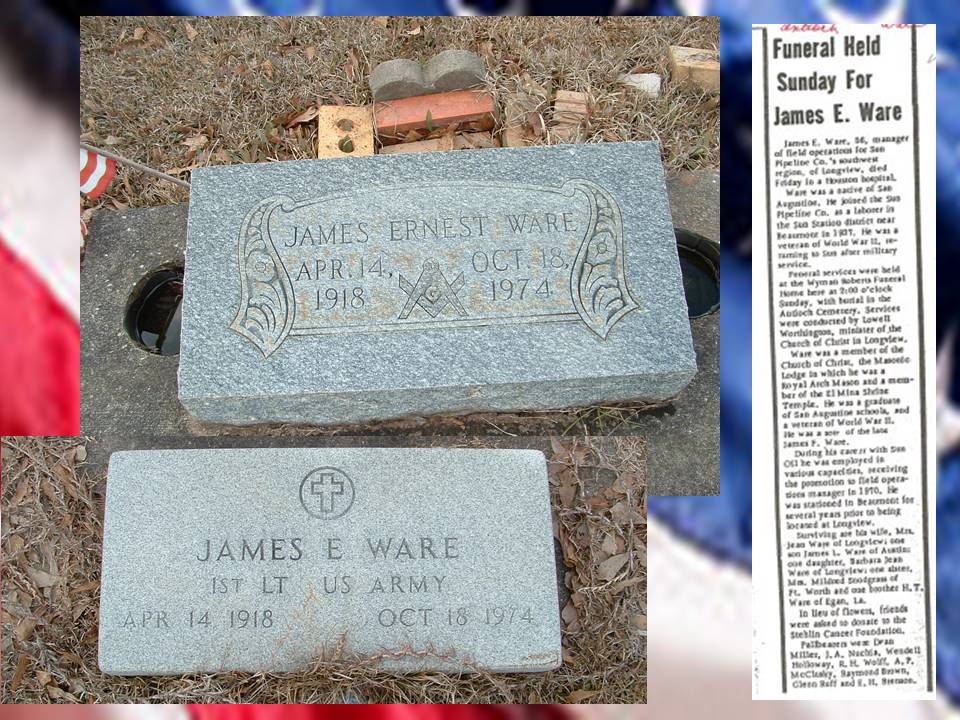 JAMES ERNEST WARE
APR. 14, OCT. 18,
1918 1974
G
JAMES E WARE
1ST LT US ARMY
APR 14 1918 OCT 18 1974
Funeral Held
Sunday For
James E. Ware
James E. Ware, 56, manager
of field operations for Sun
Pipeline Co.'s southwest
region, of Longview, died
Friday in a Houston hospital.
Ware was a native of San
Augustine. He joined the Sun
Pipeline Co. as a laborer in
the Sun Station district near
Beaumont in 1937. He was a
veteran of World War II, re-
turning to Sun after military
service.
Funeral services were held
at the Wyman Roberts Funeral
Home here at 2:00 o'clock
Sunday, with burial in the
Antioch Cemetery. Services
were conducted by Lowell
Worthington, minister of the
Church of Christ in Longview.
Ware was a member of the
Church of Christ, the Masonic
Lodge in which he was a
Royal Arch Mason and a mem-
ber of the El Mina Shrine
Temple. He was a graduate
of San Augustine schools, and
a veteran of World War II.
He was a son of the late
James F. Ware.
During his career with Sun
Oil he was employed in
various capacities, receiving
the promotion to field opera-
tions manager in 1970. He
was stationed in Beaumont for
several years prior to being
located at Longview.
Surviving are his wife, Mrs.
Jean Ware of Longview; one
son James L. Ware of Austin;
one daughter, Barbara Jean
Ware of Longview; one sister,
Mrs. Mildred Snodgrass of
Ft. Worth and one brother H. T.
Ware of Egan, La.
In lieu of flowers, friends
were asked to donate to the
Stehlin Cancer Foundation.
Pallbearers were Dean
Miller, J. A. Nachia, Wendell
Holloway, R. H. Wolff, A. P.
McClusky, Raymond Brown,
Glenn Ruff and E. H.